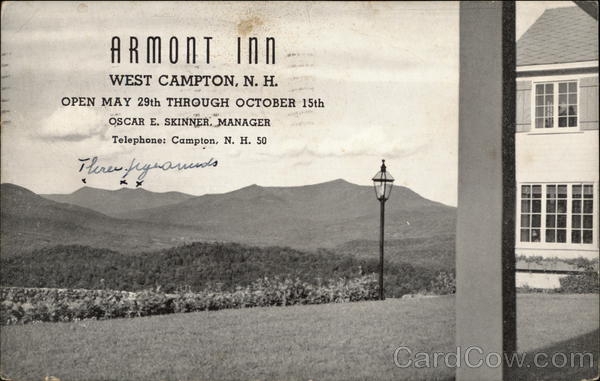 ARMONT INN
WEST CAMPTON, N. H.
OPEN MAY 29th THROUGH OCTOBER 15th
OSCAR E. SKINNER, MANAGER
Telephone: Campton, N. H. 50
Three pyramids
x x x
CardCow.com